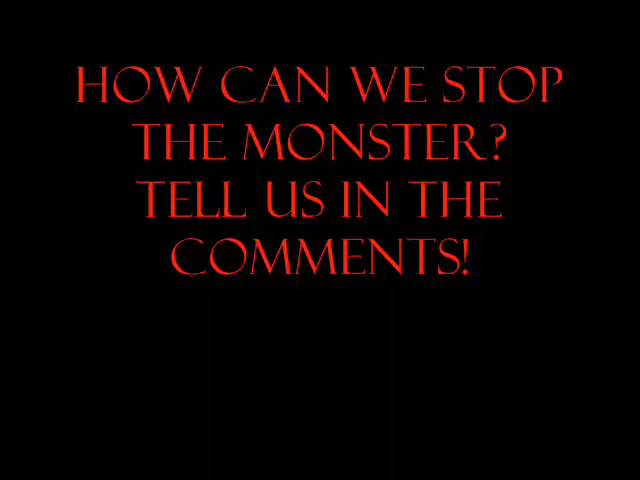 HOW CAN WE STOP
THE MONSTER?
TELL US IN THE
COMMENTS!